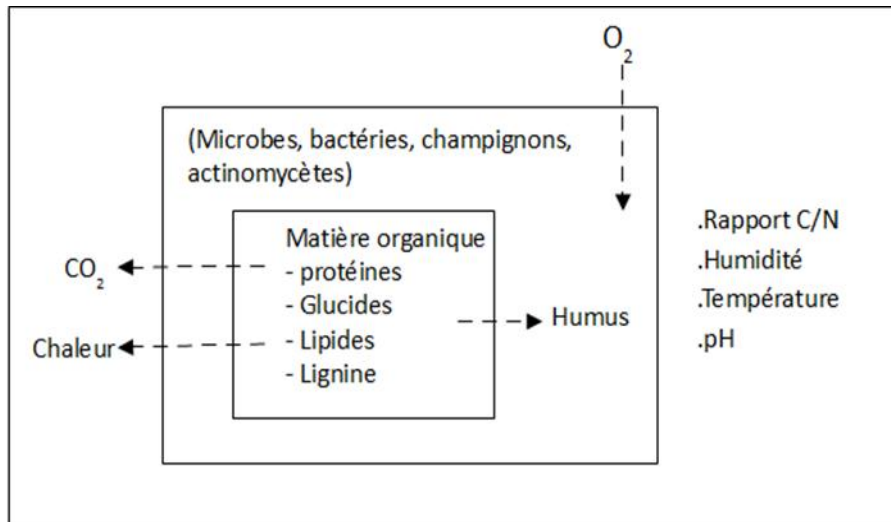 O₂
(Microbes, bactéries, champignons,
actinomycètes)
Matière organique
- protéines
- Glucides
- Lipides
- Lignine
CO₂
Chaleur
Humus
.Rapport C/N
.Humidité
.Température
.pH